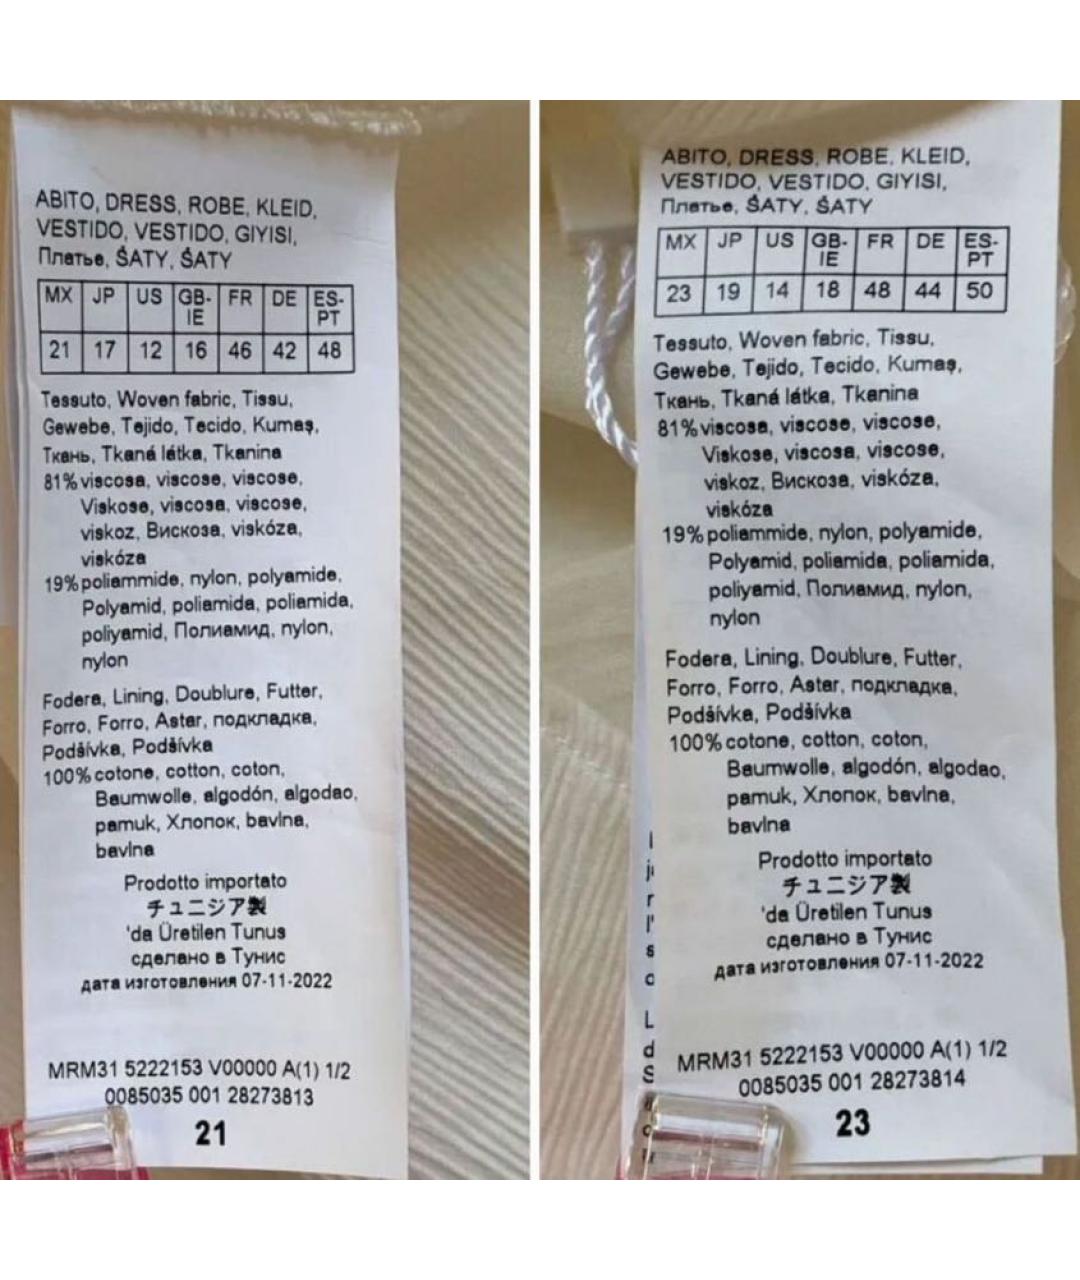 ABITO, DRESS, ROBE, KLEID,
VESTIDO, VESTIDO, GIYISI,
Платье, ŠATY, ŠATY
MX JP US GB-IE FR DE ES-PT
21 17 12 16 46 42 48
Tessuto, Woven fabric, Tissu,
Gewebe, Tejido, Tecido, Kumaş,
Ткань, Tkaná látka, Tkanina
81% viscosa, viscose, viscose,
Viskose, viscosa, viscose,
viskoz, Вискоза, viskóza,
viskóza
19% poliammide, nylon, polyamide,
Polyamid, poliamida, poliamida,
poliyamid, Полиамид, nylon,
nylon
Fodera, Lining, Doublure, Futter,
Forro, Forro, Astar, подкладка,
Podšívka, Podšívka
100% cotone, cotton, coton,
Baumwolle, algodón, algodao,
pamuk, Хлопок, bavlna,
bavlna
Prodotto importato
チュニジア製
'da Üretilen Tunus
сделано в Тунис
дата изготовления 07-11-2022
MRM31 5222153 V00000 A(1) 1/2
0085035 001 28273813
21
ABITO, DRESS, ROBE, KLEID,
VESTIDO, VESTIDO, GIYISI,
Платье, ŠATY, ŠATY
MX JP US GB-IE FR DE ES-PT
23 19 14 18 48 44 50
Tessuto, Woven fabric, Tissu,
Gewebe, Tejido, Tecido, Kumaş,
Ткань, Tkaná látka, Tkanina
81% viscosa, viscose, viscose,
Viskose, viscosa, viscose,
viskoz, Вискоза, viskóza,
viskóza
19% poliammide, nylon, polyamide,
Polyamid, poliamida, poliamida,
poliyamid, Полиамид, nylon,
nylon
Fodera, Lining, Doublure, Futter,
Forro, Forro, Astar, подкладка,
Podšívka, Podšívka
100% cotone, cotton, coton,
Baumwolle, algodón, algodao,
pamuk, Хлопок, bavlna,
bavlna
Prodotto importato
チュニジア製
'da Üretilen Tunus
сделано в Тунис
дата изготовления 07-11-2022
MRM31 5222153 V00000 A(1) 1/2
0085035 001 28273814
23